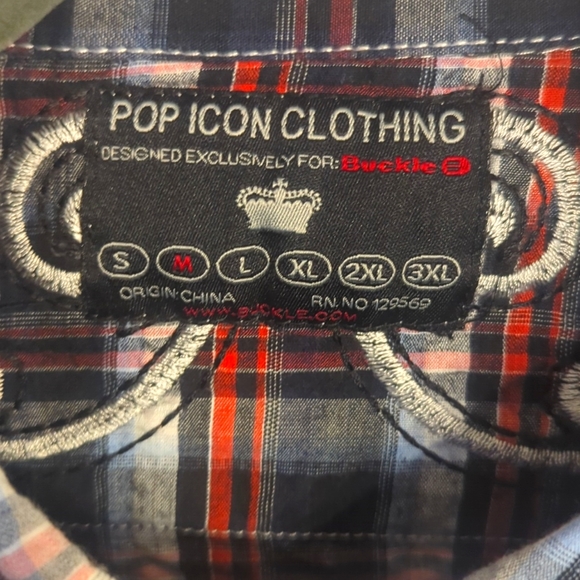 POP ICON CLOTHING
DESIGNED EXCLUSIVELY FOR: Buckle B
S M L XL 2XL 3XL
ORIGIN: CHINA RN. NO 129569
WWW.BUCKLE.COM